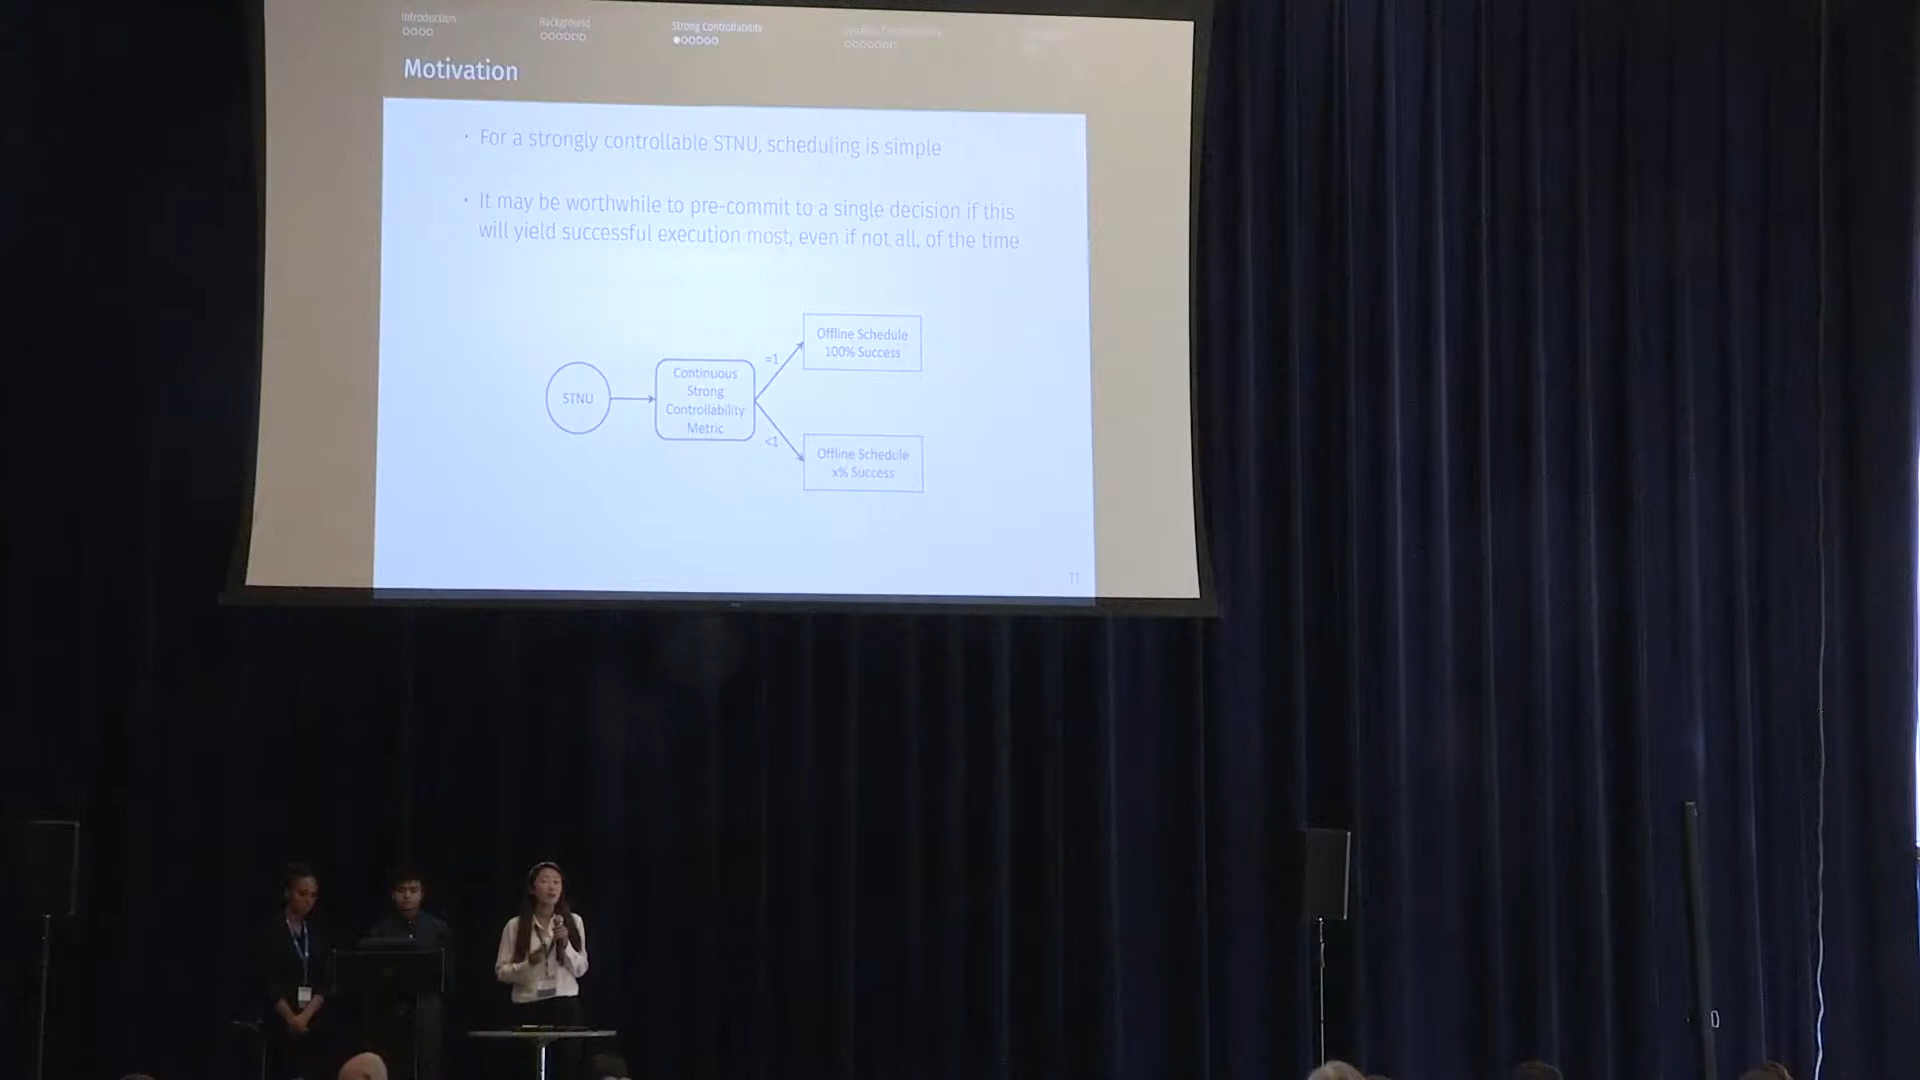 Introduction
Background
Strong Controllability
Motivation
· For a strongly controllable STNU, scheduling is simple
· It may be worthwhile to pre-commit to a single decision if this
will yield successful execution most, even if not all, of the time
STNU
Continuous
Strong
Controllability
Metric
=1
<1
Offline Schedule
100% Success
Offline Schedule
x% Success
11